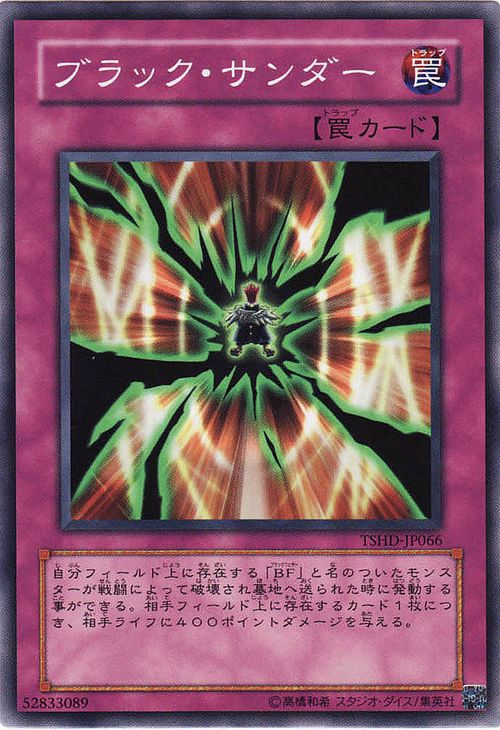 ブラック・サンダー
トラップ
罠
トラップ
【罠カード】
TSHD-JP066
自分フィールド上に存在する「BF」と名のついたモンス
ターが戦闘によって破壊され墓地へ送られた時に発動する
事ができる。相手フィールド上に存在するカード1枚につ
き、相手ライフに400ポイントダメージを与える。
52833089
©高橋和希 スタジオ・ダイス/集英社